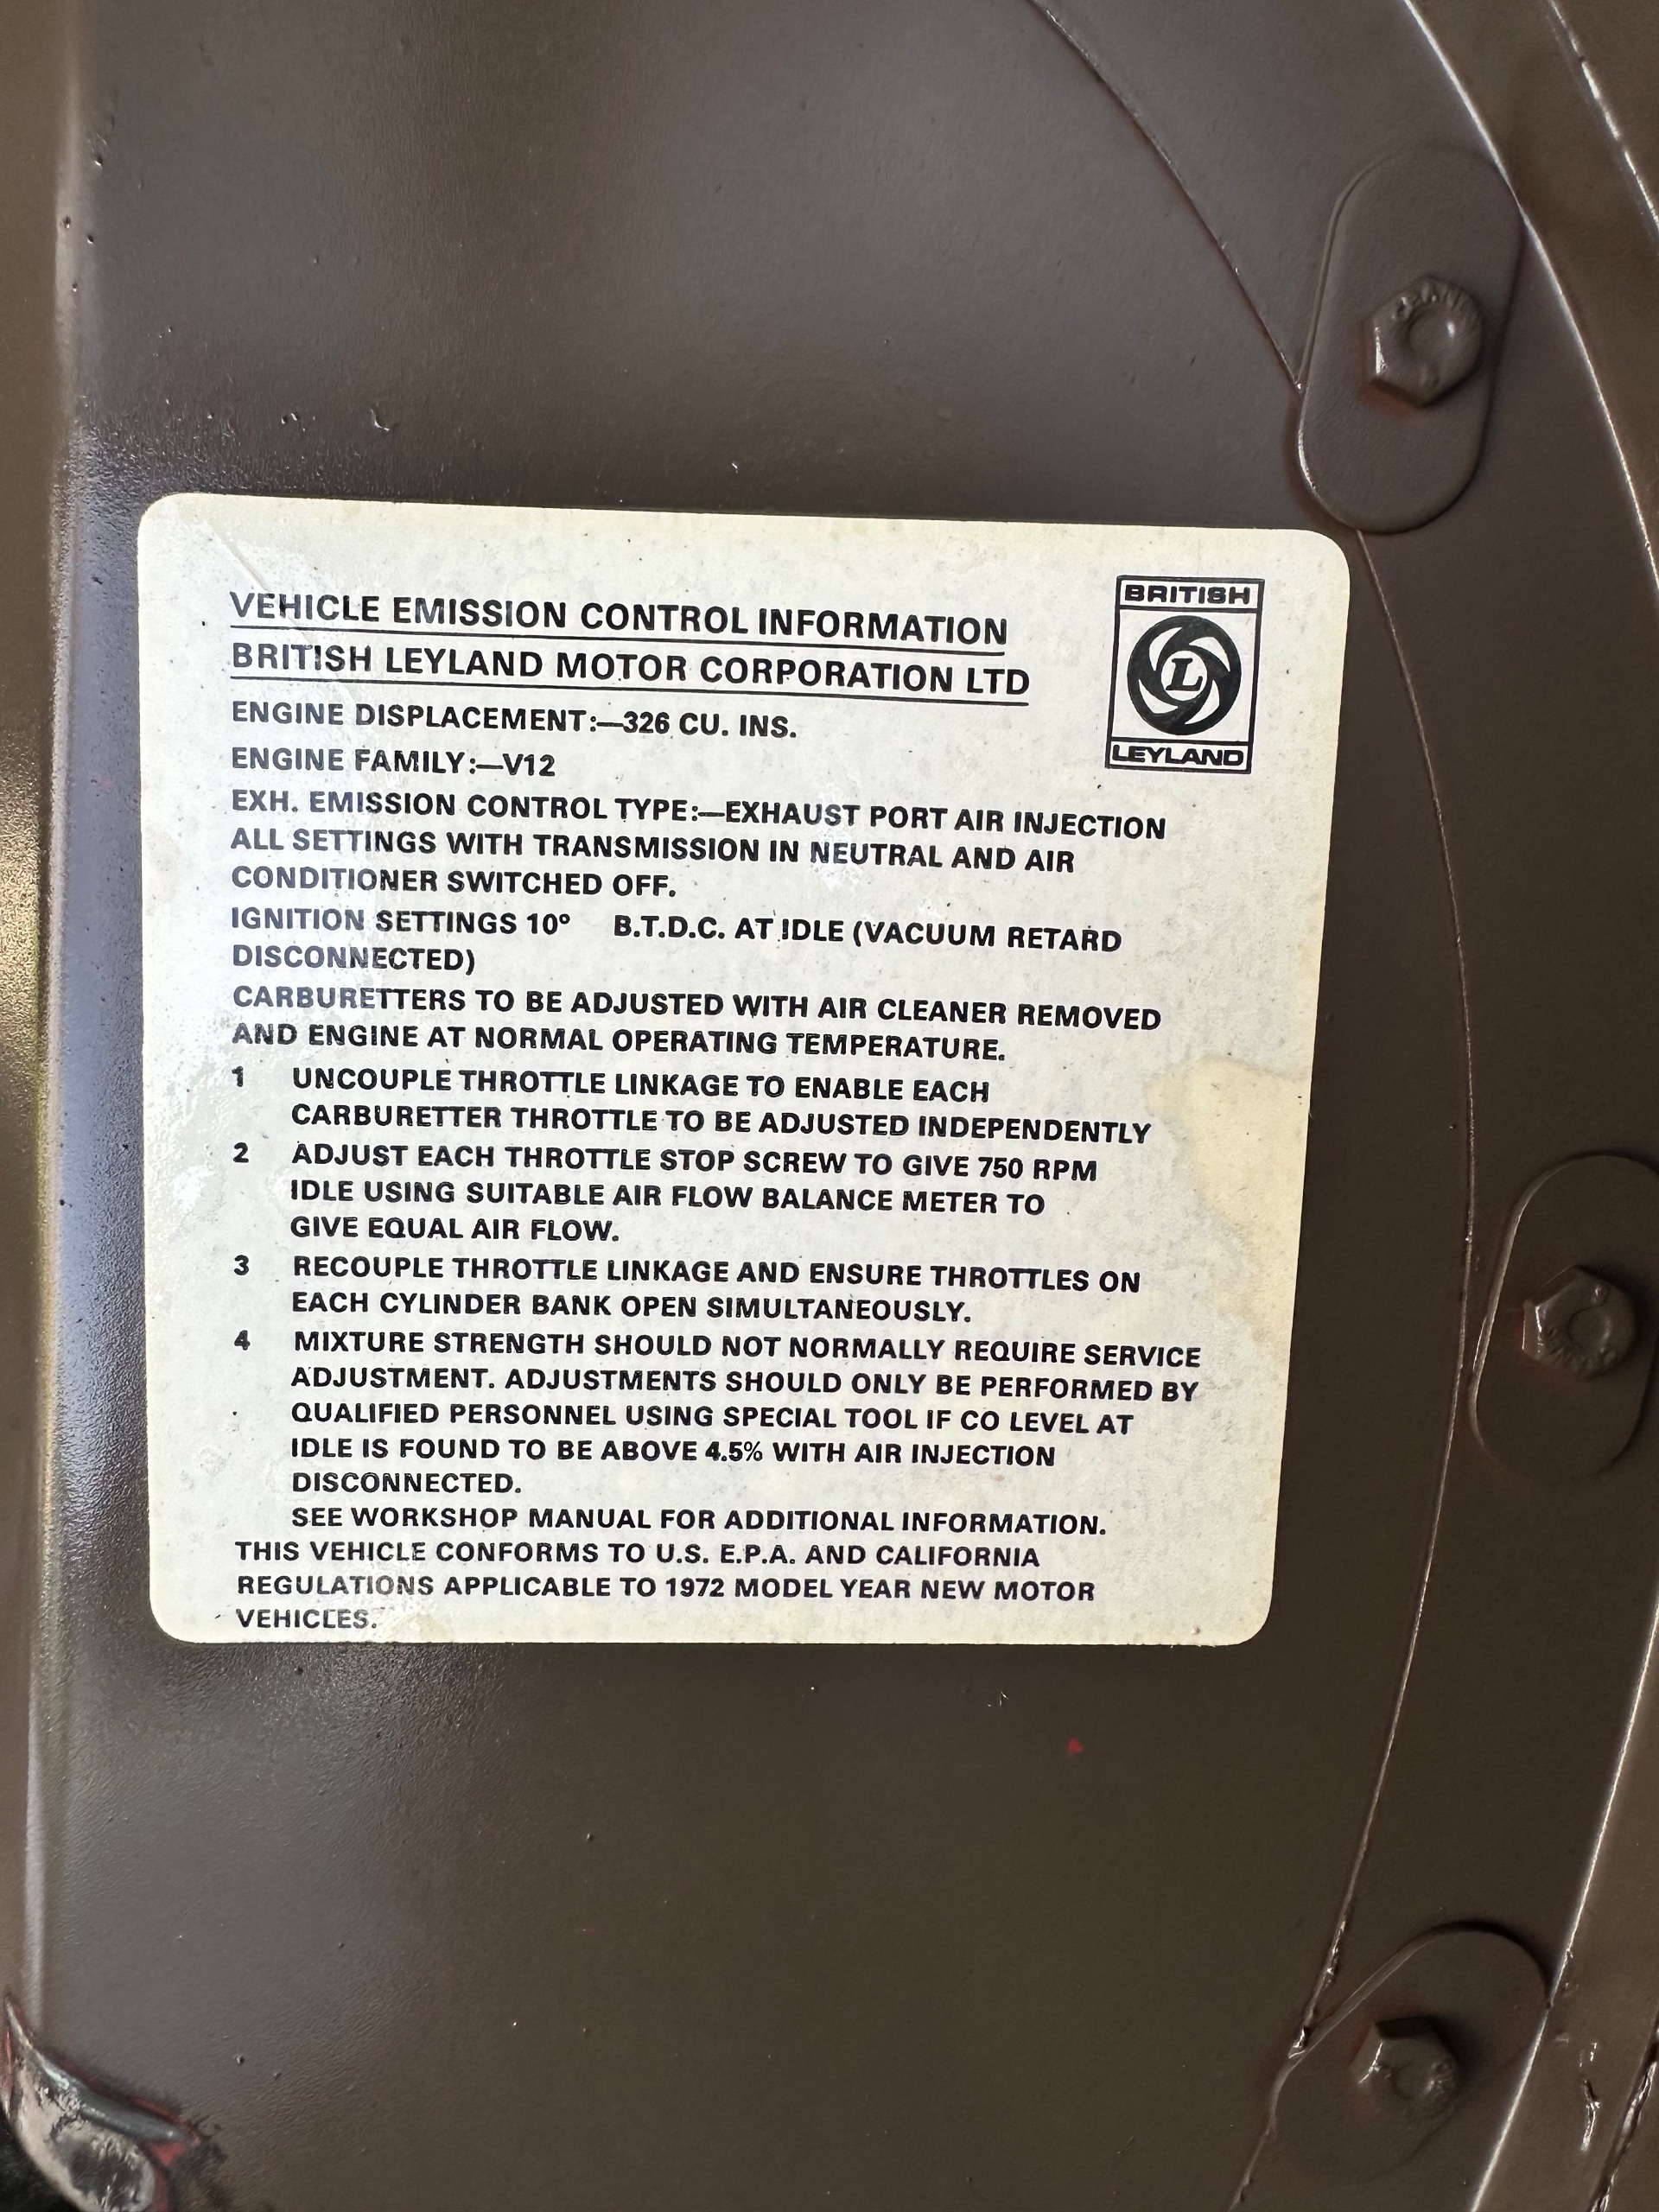 VEHICLE EMISSION CONTROL INFORMATION
BRITISH LEYLAND MOTOR CORPORATION LTD
BRITISH
L
LEYLAND
ENGINE DISPLACEMENT:—326 CU. INS.
ENGINE FAMILY:—V12
EXH. EMISSION CONTROL TYPE:—EXHAUST PORT AIR INJECTION
ALL SETTINGS WITH TRANSMISSION IN NEUTRAL AND AIR
CONDITIONER SWITCHED OFF.
IGNITION SETTINGS 10° B.T.D.C. AT IDLE (VACUUM RETARD
DISCONNECTED)
CARBURETTERS TO BE ADJUSTED WITH AIR CLEANER REMOVED
AND ENGINE AT NORMAL OPERATING TEMPERATURE.
1 UNCOUPLE THROTTLE LINKAGE TO ENABLE EACH
CARBURETTER THROTTLE TO BE ADJUSTED INDEPENDENTLY
2 ADJUST EACH THROTTLE STOP SCREW TO GIVE 750 RPM
IDLE USING SUITABLE AIR FLOW BALANCE METER TO
GIVE EQUAL AIR FLOW.
3 RECOUPLE THROTTLE LINKAGE AND ENSURE THROTTLES ON
EACH CYLINDER BANK OPEN SIMULTANEOUSLY.
4 MIXTURE STRENGTH SHOULD NOT NORMALLY REQUIRE SERVICE
ADJUSTMENT. ADJUSTMENTS SHOULD ONLY BE PERFORMED BY
QUALIFIED PERSONNEL USING SPECIAL TOOL IF CO LEVEL AT
IDLE IS FOUND TO BE ABOVE 4.5% WITH AIR INJECTION
DISCONNECTED.
SEE WORKSHOP MANUAL FOR ADDITIONAL INFORMATION.
THIS VEHICLE CONFORMS TO U.S. E.P.A. AND CALIFORNIA
REGULATIONS APPLICABLE TO 1972 MODEL YEAR NEW MOTOR
VEHICLES.